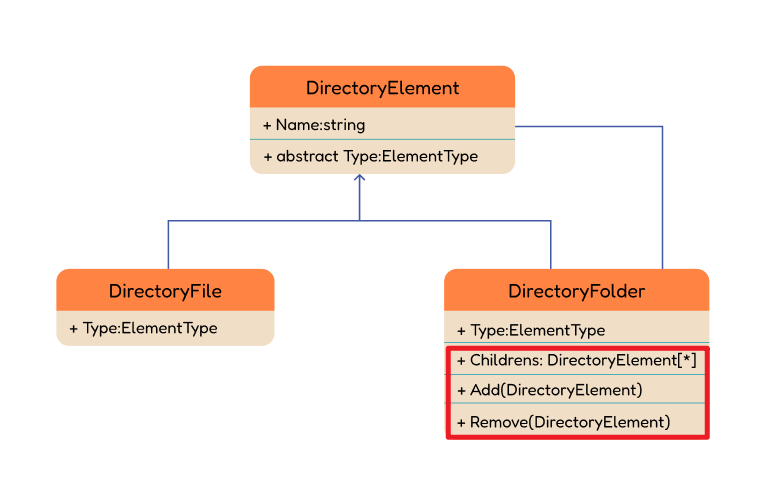 DirectoryElement
+ Name:string
+ abstract Type:ElementType
DirectoryFile
+ Type:ElementType
DirectoryFolder
+ Type:ElementType
+ Childrens: DirectoryElement[*]
+ Add(DirectoryElement)
+ Remove(DirectoryElement)